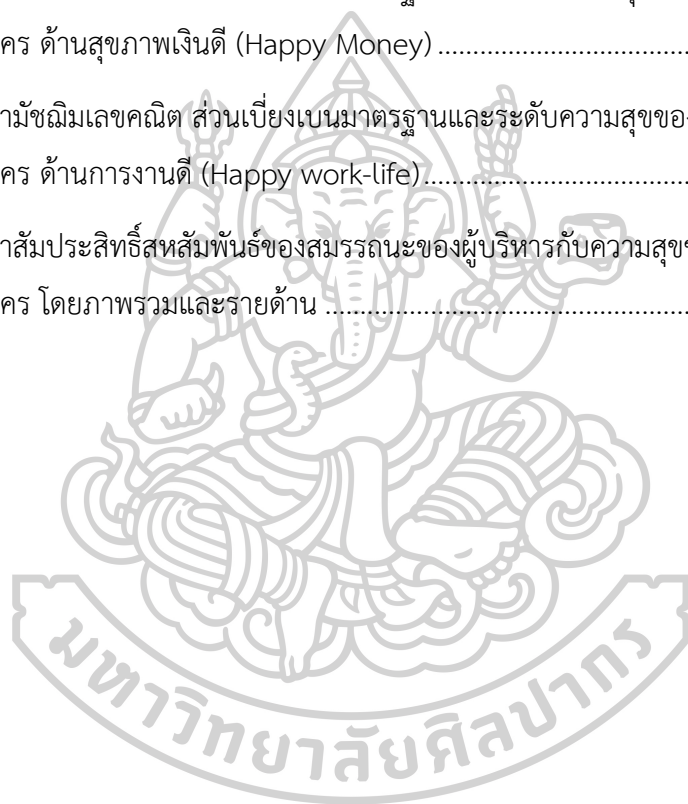 คร ด้านสุขภาพเงินดี (Happy Money)................................
ามัชฌิมเลขคณิต ส่วนเบี่ยงเบนมาตรฐานและระดับความสุขของ
คร ด้านการงานดี (Happy work-life)................................
าสัมประสิทธิ์สหสัมพันธ์ของสมรรถนะของผู้บริหารกับความสุข
คร โดยภาพรวมและรายด้าน ................................
มหาวิทยาลัยศิลปากร